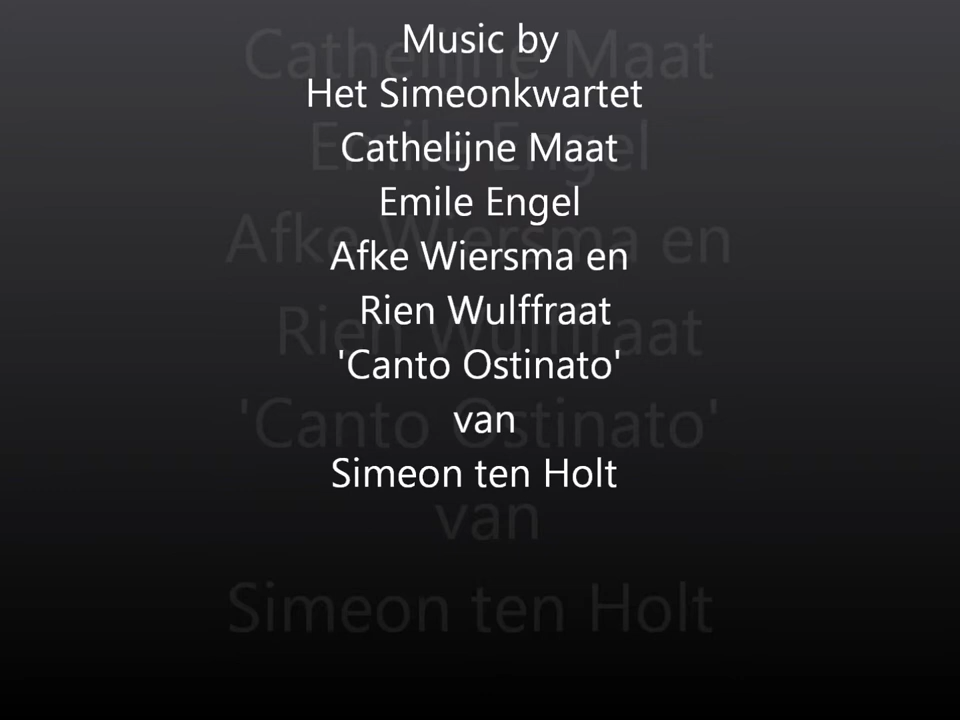 Music by
Het Simeonkwartet
Cathelijne Maat
Emile Engel
Afke Wiersma en
Rien Wulffraat
'Canto Ostinato'
van
Simeon ten Holt